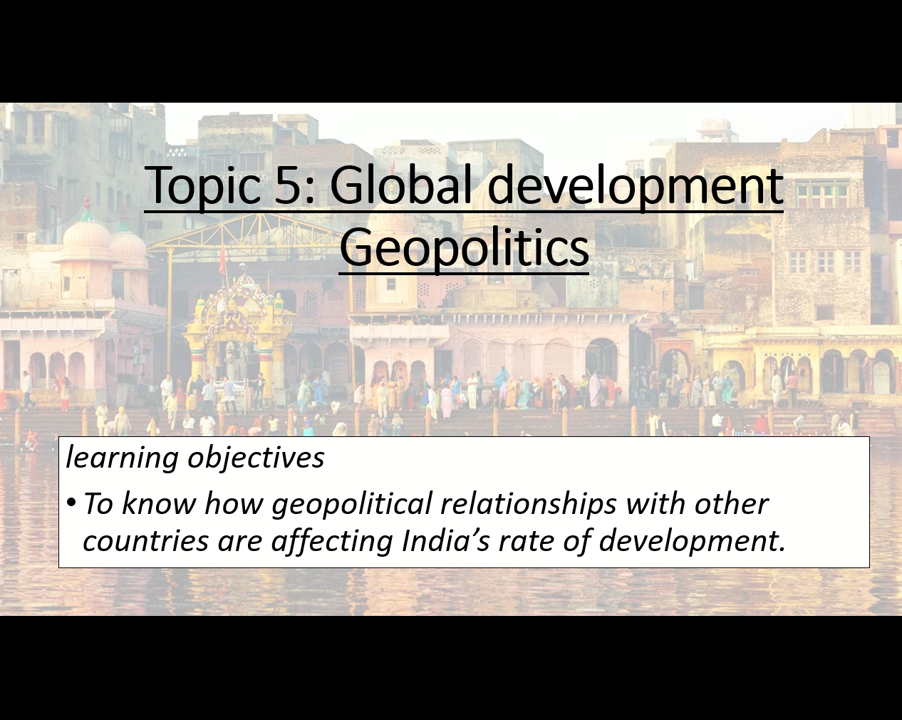 Topic 5: Global development
Geopolitics
learning objectives
• To know how geopolitical relationships with other
countries are affecting India’s rate of development.